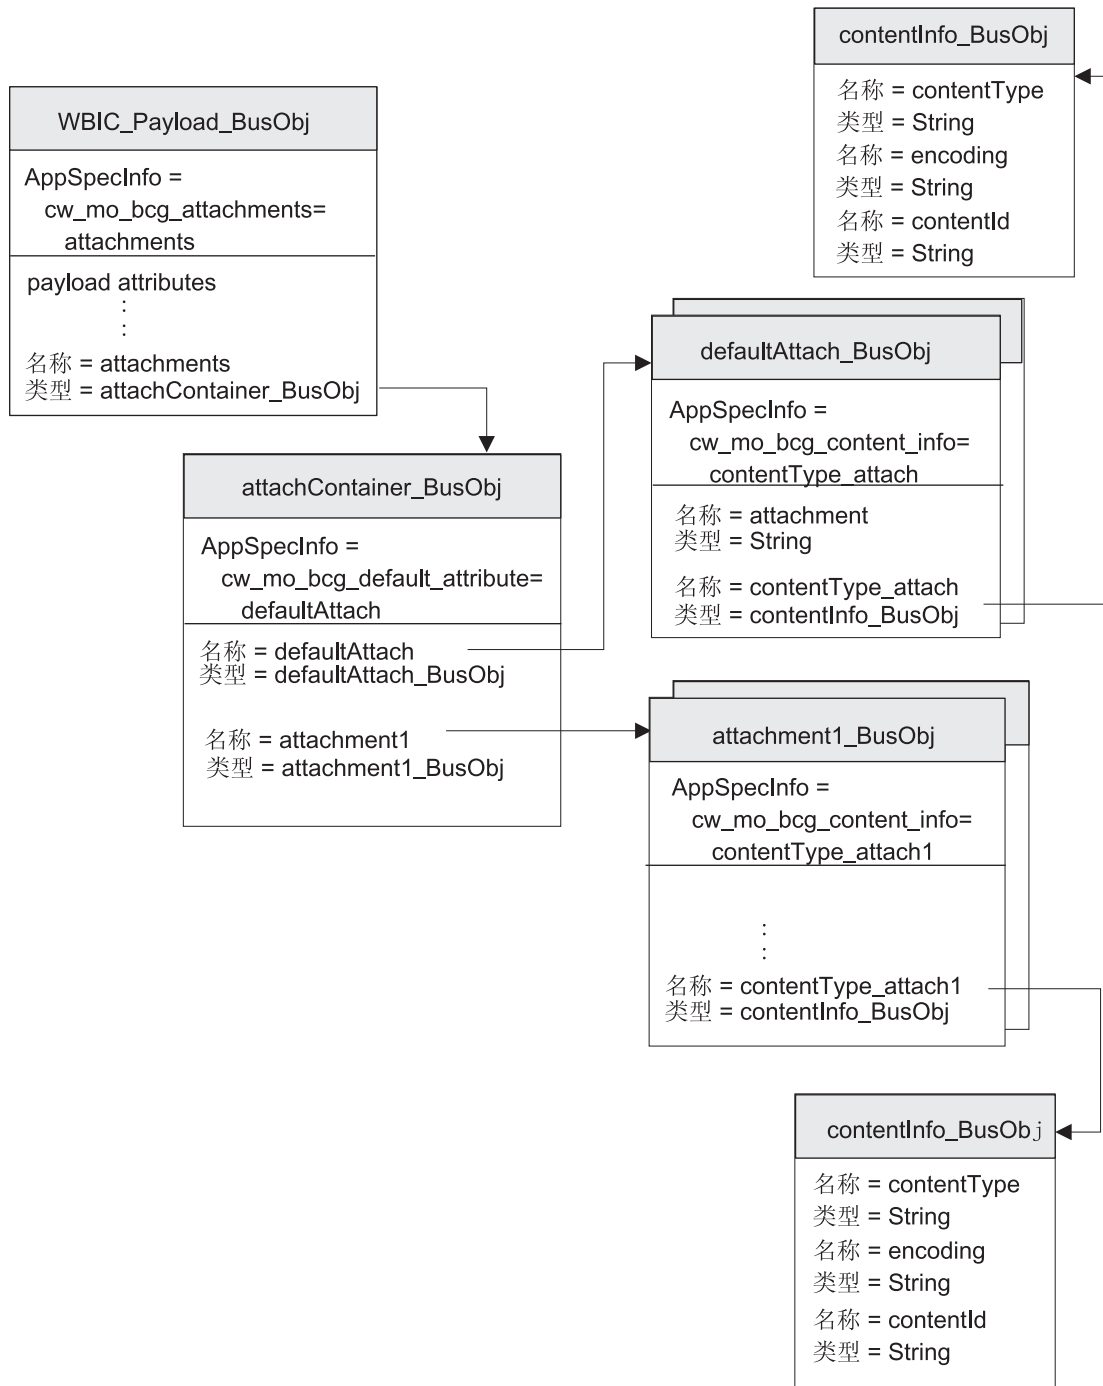 contentInfo_BusObj
名称 = contentType
类型 = String
名称 = encoding
类型 = String
名称 = contentId
类型 = String
WBIC_Payload_BusObj
AppSpecInfo =
cw_mo_bcg_attachments=
attachments
payload attributes
:
:
名称 = attachments
类型 = attachContainer_BusObj
defaultAttach_BusObj
AppSpecInfo =
cw_mo_bcg_content_info=
contentType_attach
名称 = attachment
类型 = String
名称 = contentType_attach
类型 = contentInfo_BusObj
attachContainer_BusObj
AppSpecInfo =
cw_mo_bcg_default_attribute=
defaultAttach
名称 = defaultAttach
类型 = defaultAttach_BusObj
名称 = attachment1
类型 = attachment1_BusObj
attachment1_BusObj
AppSpecInfo =
cw_mo_bcg_content_info=
contentType_attach1
:
:
名称 = contentType_attach1
类型 = contentInfo_BusObj
contentInfo_BusObj
名称 = contentType
类型 = String
名称 = encoding
类型 = String
名称 = contentId
类型 = String